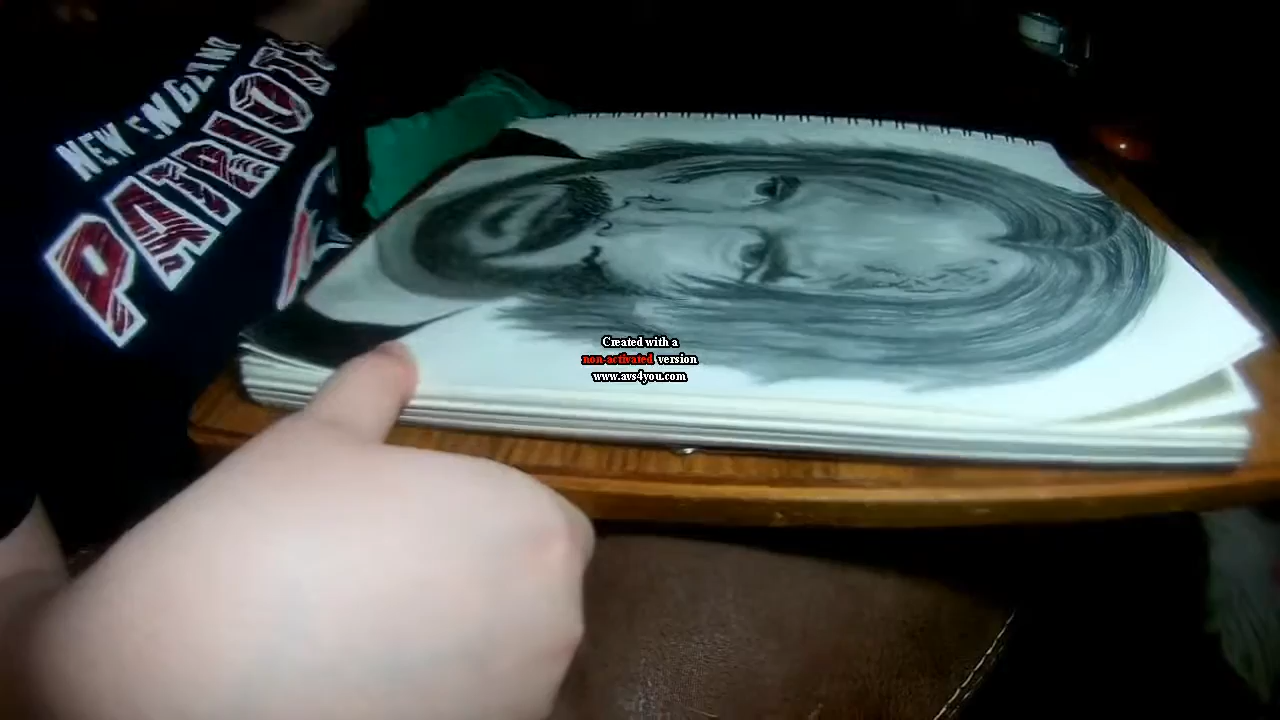 NEW ENGLAND
PATRIOTS
Created with a
non-activated version
www.avs4you.com